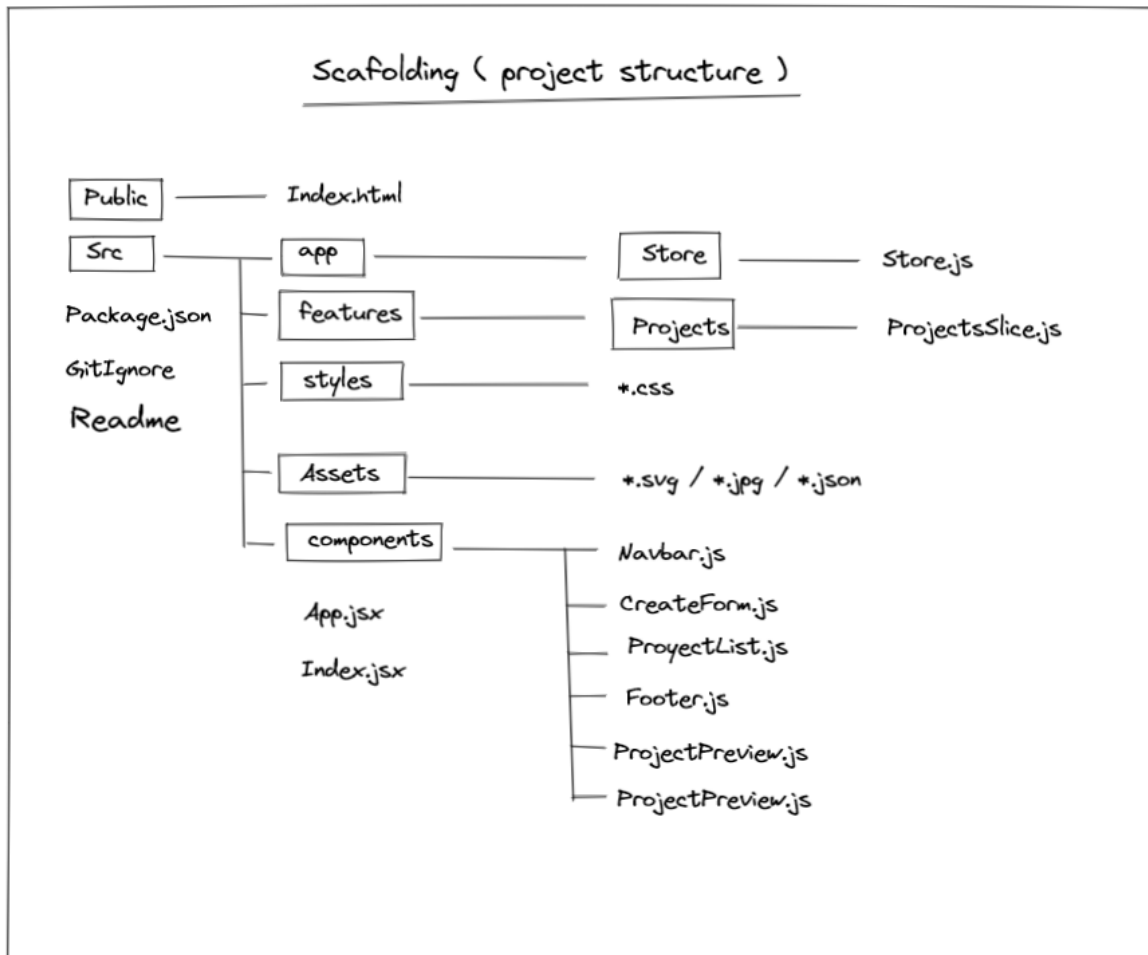 Scafolding ( project structure )
Public Index.html
Src app Store Store.js
Package.json features Projects ProjectsSlice.js
GitIgnore styles *.css
Readme
Assets *.svg / *.jpg / *.json
components Navbar.js
App.jsx CreateForm.js
ProyectList.js
Index.jsx
Footer.js
ProjectPreview.js
ProjectPreview.js